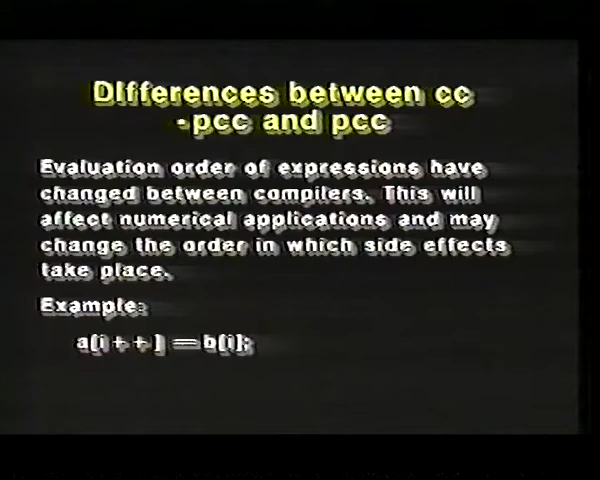 Differences between cc
-pcc and pcc
Evaluation order of expressions have
changed between compilers. This will
affect numerical applications and may
change the order in which side effects
take place.
Example:
a[i++] = b[i];